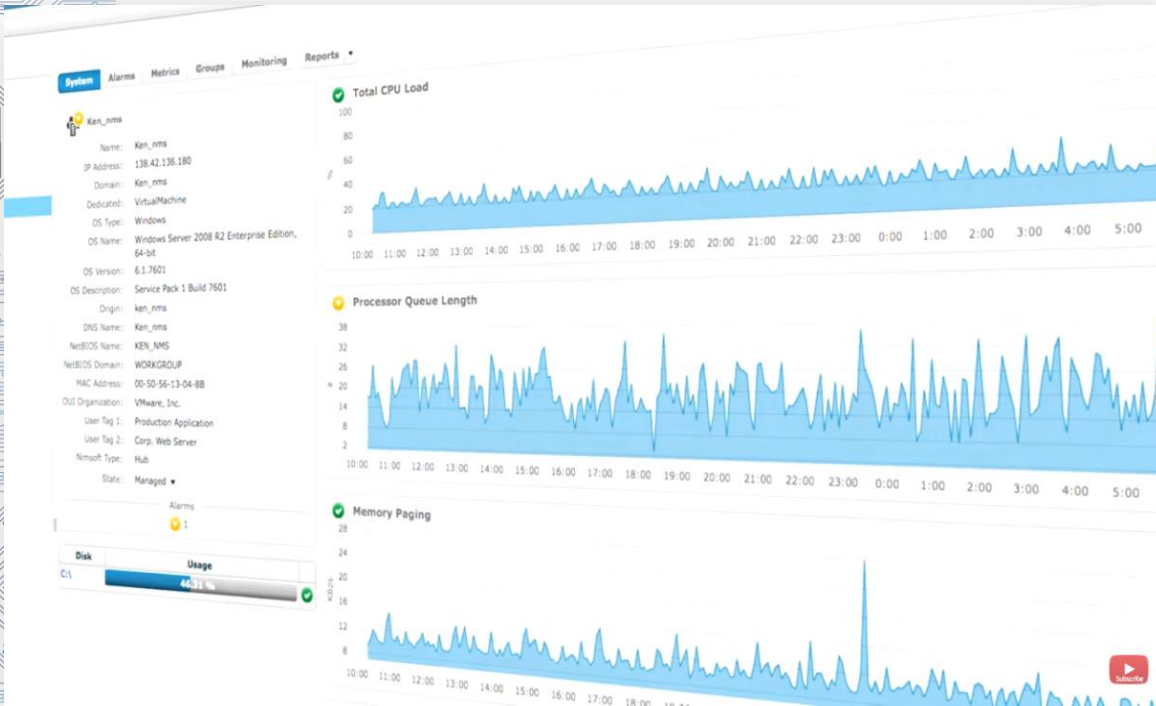 System Alarms Metrics Groups Monitoring Reports
Ken_nms
Name: Ken_nms
IP Address: 138.42.136.180
Domain: Ken_nms
Dedicated: VirtualMachine
OS Type: Windows
OS Name: Windows Server 2008 R2 Enterprise Edition,
64-bit
OS Version: 6.1.7601
OS Description: Service Pack 1 Build 7601
Origin: ken_nms
DNS Name: Ken_nms
NetBIOS Name: KEN_NMS
NetBIOS Domain: WORKGROUP
MAC Address: 00-50-56-13-04-8B
OUI Organization: VMware, Inc.
User Tag 1: Production Application
User Tag 2: Corp. Web Server
Nimsoft Type: Hub
State: Managed
Alarms
1
Disk Usage
C:\ 46.31 %
Total CPU Load
100
80
60
%
40
20
0
10:00 11:00 12:00 13:00 14:00 15:00 16:00 17:00 18:00 19:00 20:00 21:00 22:00 23:00 0:00 1:00 2:00 3:00 4:00 5:00
Processor Queue Length
38
32
26
20
14
8
2
10:00 11:00 12:00 13:00 14:00 15:00 16:00 17:00 18:00 19:00 20:00 21:00 22:00 23:00 0:00 1:00 2:00 3:00 4:00 5:00
Memory Paging
28
24
20
KBps
16
12
8
10:00 11:00 12:00 13:00 14:00 15:00 16:00 17:00 18:00
Subscribe